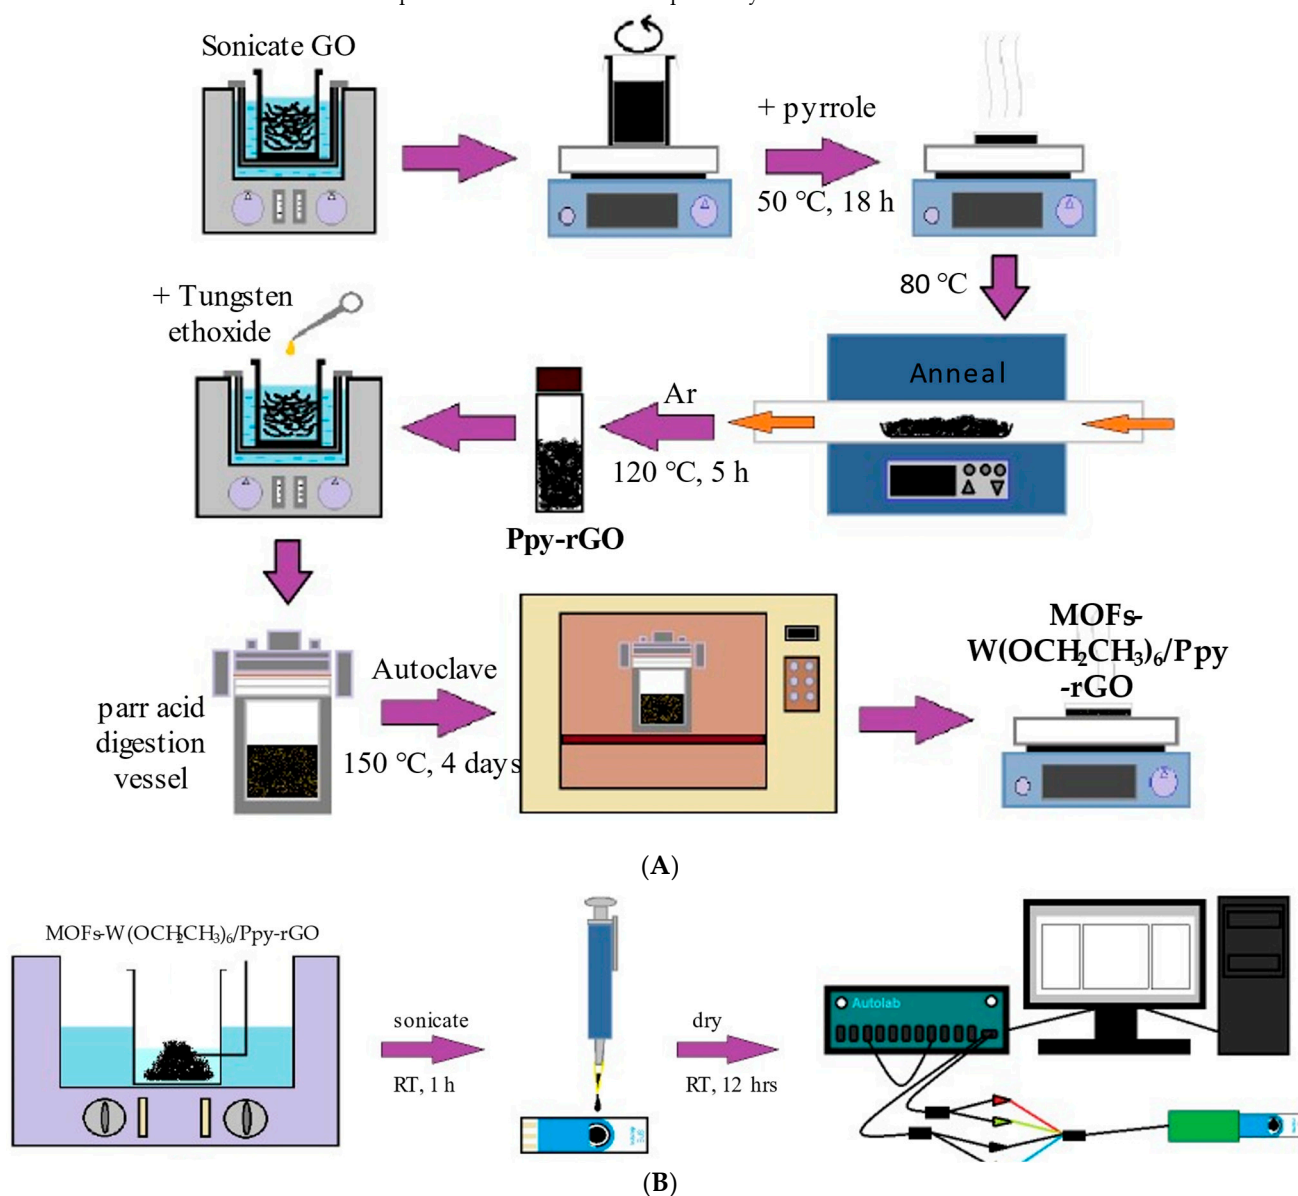 Sonicate GO
+ pyrrole
50 °C, 18 h
80 °C
+ Tungsten
ethoxide
Anneal
Ar
120 °C, 5 h
Ppy-rGO
parr acid
digestion
vessel
Autoclave
150 °C, 4 days
MOFs-
W(OCH2CH3)6/Ppy
-rGO
(A)
MOFs-W(OCH2CH3)6/Ppy-rGO
sonicate
RT, 1 h
dry
RT, 12 hrs
Autolab
(B)